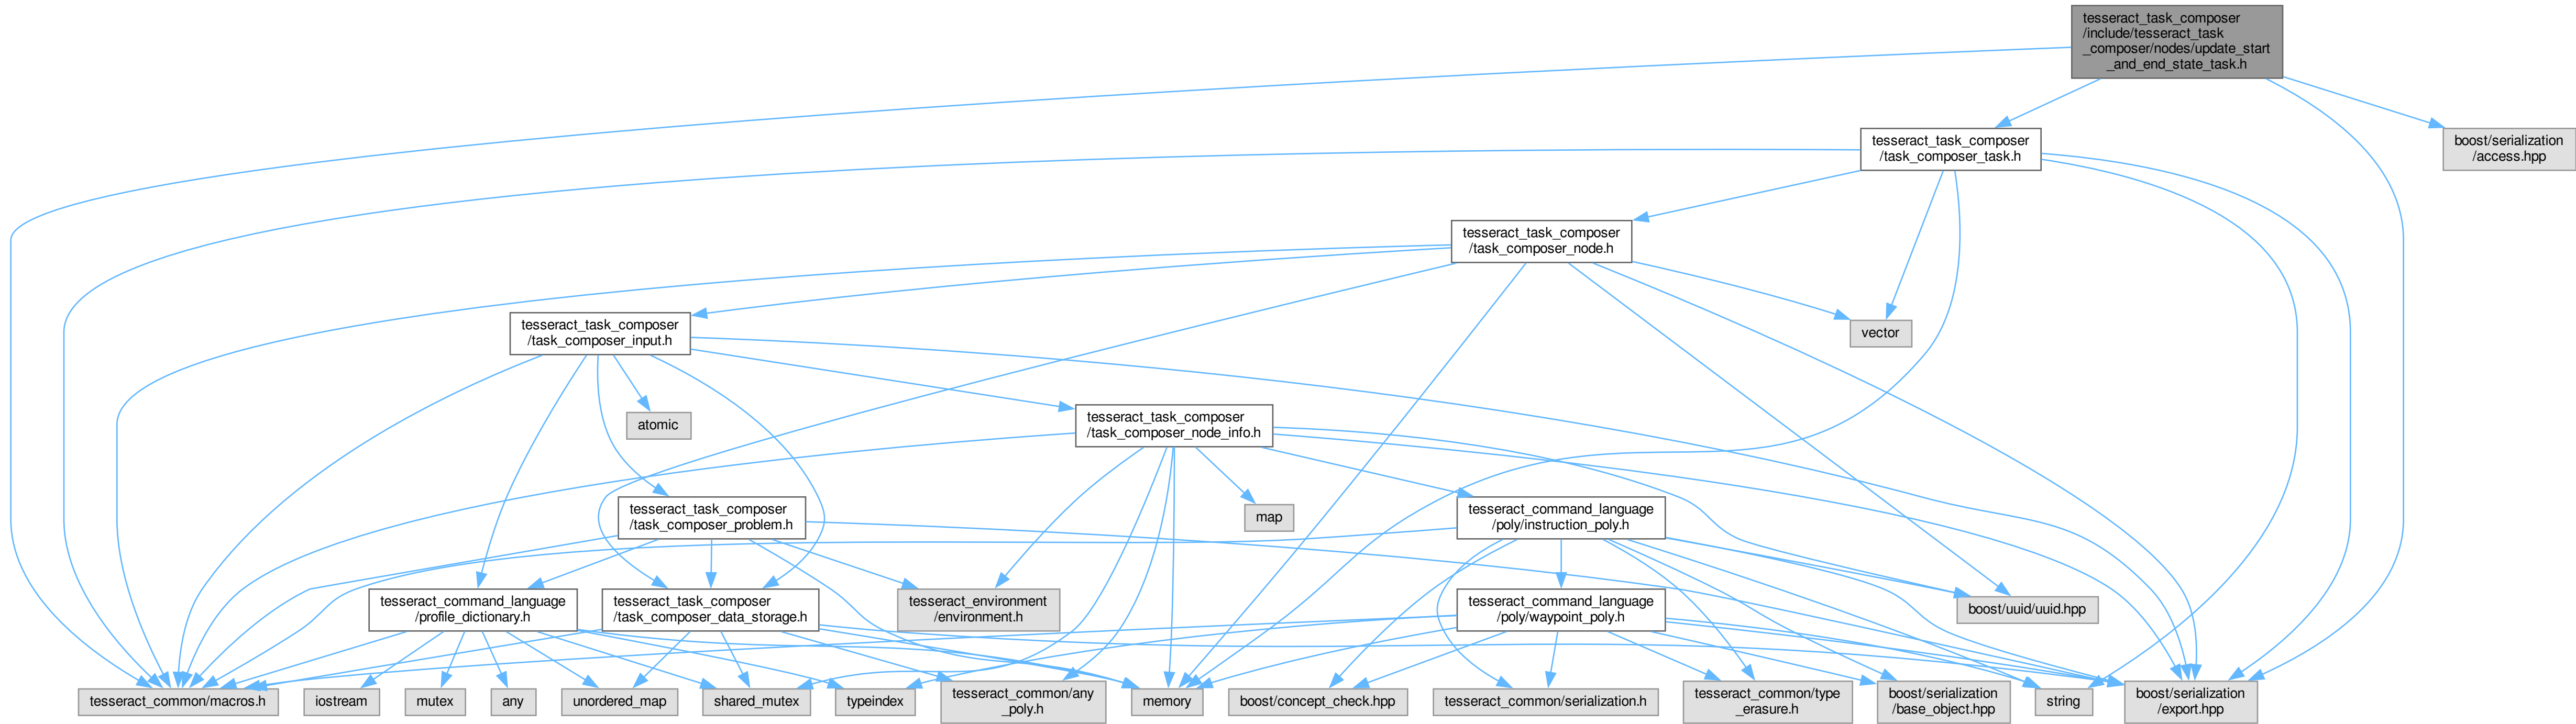 tesseract_task_composer
/include/tesseract_task
_composer/nodes/update_start
_and_end_state_task.h
tesseract_task_composer
/task_composer_task.h
boost/serialization
/access.hpp
tesseract_task_composer
/task_composer_node.h
tesseract_task_composer
/task_composer_input.h
vector
atomic
tesseract_task_composer
/task_composer_node_info.h
tesseract_task_composer
/task_composer_problem.h
map
tesseract_command_language
/poly/instruction_poly.h
tesseract_command_language
/profile_dictionary.h
tesseract_task_composer
/task_composer_data_storage.h
tesseract_environment
/environment.h
tesseract_command_language
/poly/waypoint_poly.h
boost/uuid/uuid.hpp
tesseract_common/macros.h
iostream
mutex
any
unordered_map
shared_mutex
typeindex
tesseract_common/any
_poly.h
memory
boost/concept_check.hpp
tesseract_common/serialization.h
tesseract_common/type
_erasure.h
boost/serialization
/base_object.hpp
string
boost/serialization
/export.hpp